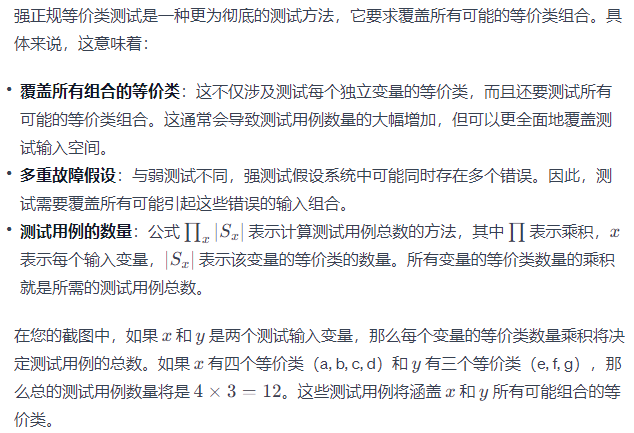 强正规等价类测试是一种更为彻底的测试方法，它要求覆盖所有可能的等价类组合。具
体来说，这意味着：
• 覆盖所有组合的等价类：这不仅涉及测试每个独立变量的等价类，而且还要测试所有
可能的等价类组合。这通常会导致测试用例数量的大幅增加，但可以更全面地覆盖测
试输入空间。
• 多重故障假设：与弱测试不同，强测试假设系统中可能同时存在多个错误。因此，测
试需要覆盖所有可能引起这些错误的输入组合。
• 测试用例的数量：公式 ∏ₓ |Sₓ| 表示计算测试用例总数的方法，其中 ∏ 表示乘积，x
表示每个输入变量，|Sₓ| 表示该变量的等价类的数量。所有变量的等价类数量的乘积
就是所需的测试用例总数。
在您的截图中，如果 x 和 y 是两个测试输入变量，那么每个变量的等价类数量乘积将决
定测试用例的总数。如果 x 有四个等价类（a, b, c, d）和 y 有三个等价类（e, f, g），那
么总的测试用例数量将是 4 × 3 = 12。这些测试用例将涵盖 x 和 y 所有可能组合的等
价类。